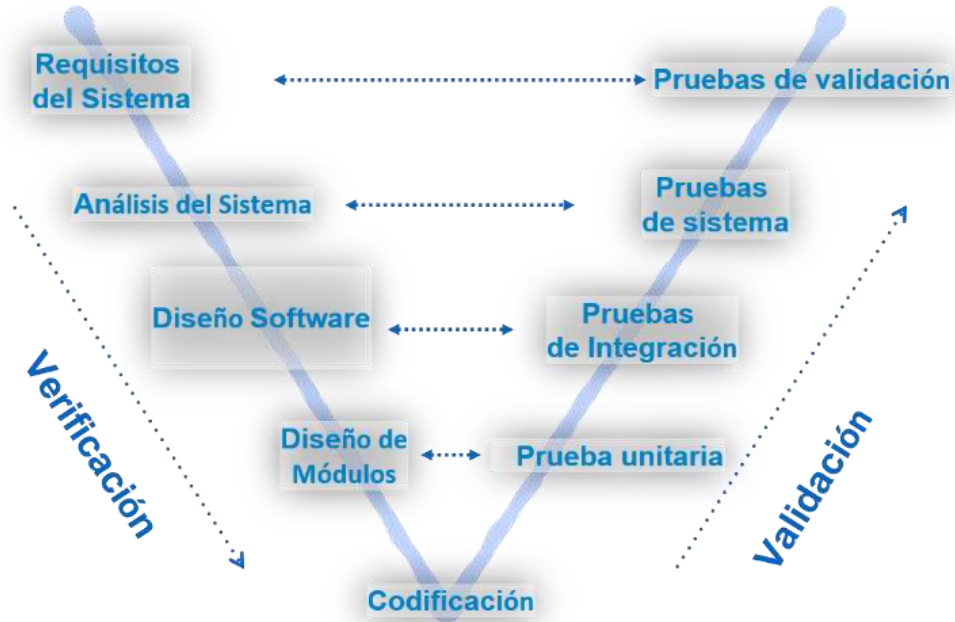 Requisitos
del Sistema
Pruebas de validación
Análisis del Sistema
Pruebas
de sistema
Diseño Software
Pruebas
de Integración
Verificación
Diseño de
Módulos
Prueba unitaria
Validación
Codificación